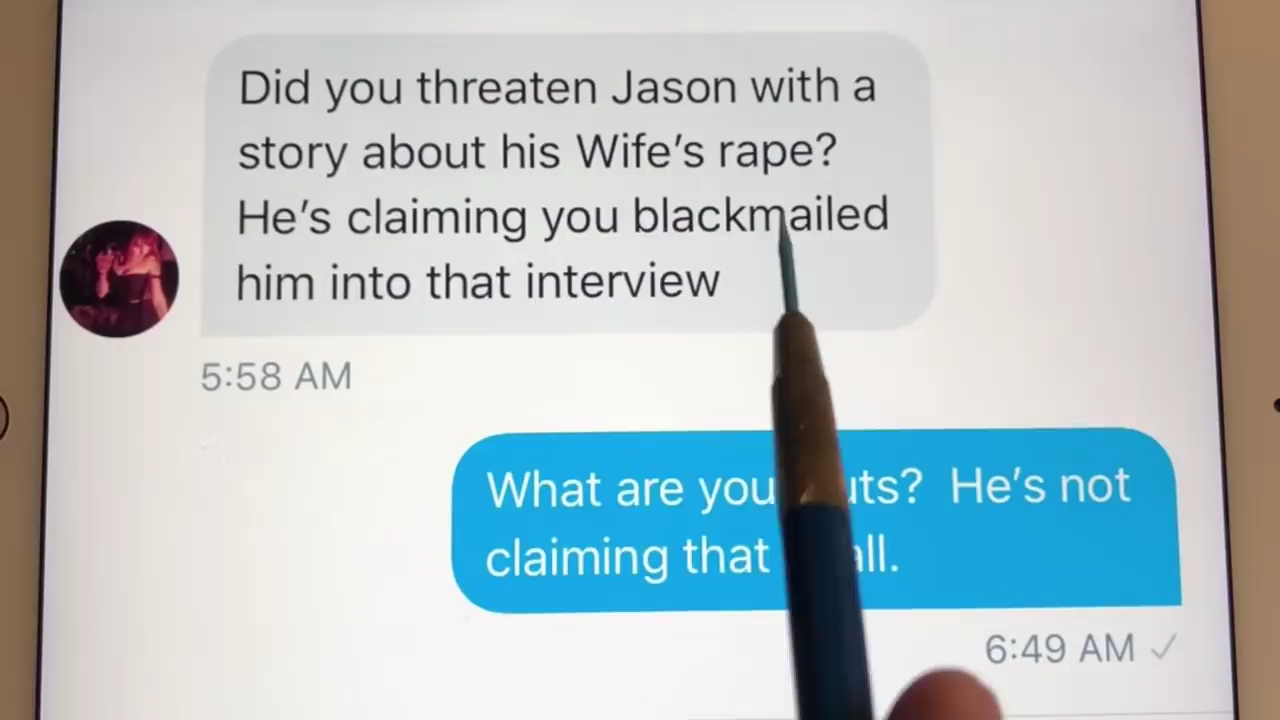 Did you threaten Jason with a
story about his Wife's rape?
He's claiming you blackmailed
him into that interview
5:58 AM
What are you He's not
claiming that
6:49 AM ✓